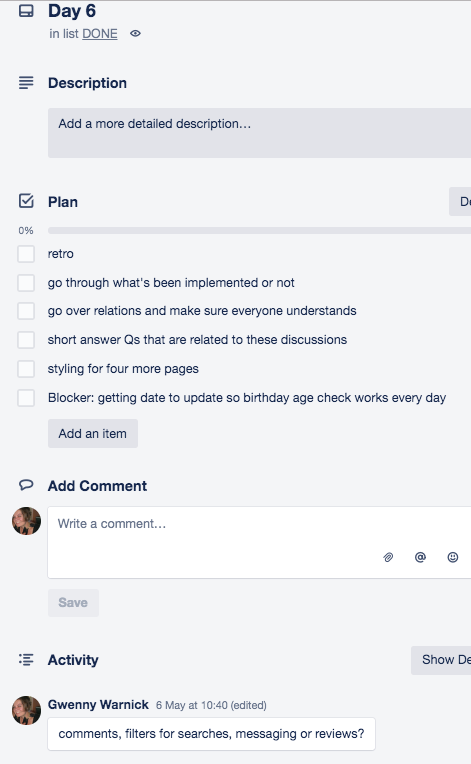 Day 6
in list DONE
Description
Add a more detailed description…
Plan
0%
retro
go through what's been implemented or not
go over relations and make sure everyone understands
short answer Qs that are related to these discussions
styling for four more pages
Blocker: getting date to update so birthday age check works every day
Add an item
Add Comment
Write a comment…
Save
Activity
Show De
Gwenny Warnick 6 May at 10:40 (edited)
comments, filters for searches, messaging or reviews?